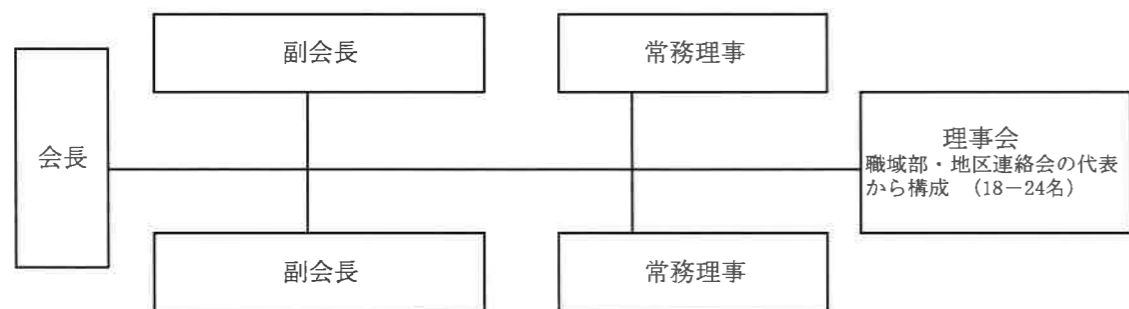 副会長
常務理事
会長
理事会
職域部・地区連絡会の代表
から構成　（18－24名）
副会長
常務理事